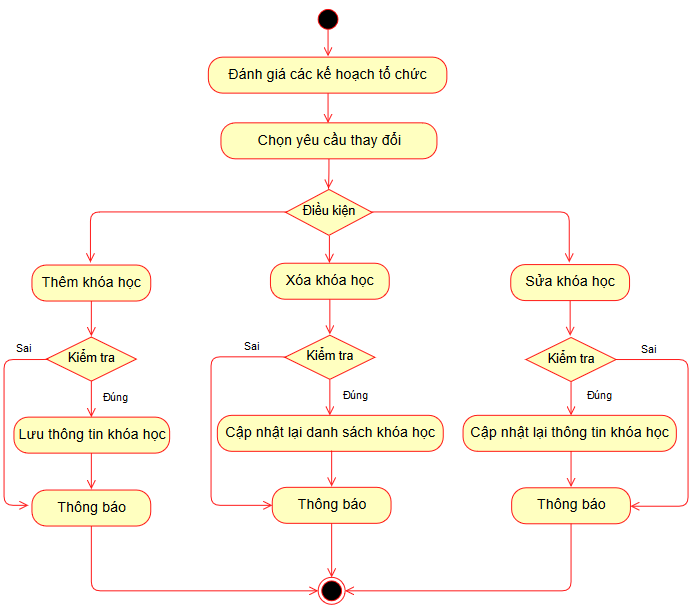 Đánh giá các kế hoạch tổ chức
Chọn yêu cầu thay đổi
Điều kiện
Thêm khóa học
Xóa khóa học
Sửa khóa học
Sai
Kiểm tra
Sai
Kiểm tra
Kiểm tra
Sai
Đúng
Đúng
Đúng
Lưu thông tin khóa học
Cập nhật lại danh sách khóa học
Cập nhật lại thông tin khóa học
Thông báo
Thông báo
Thông báo